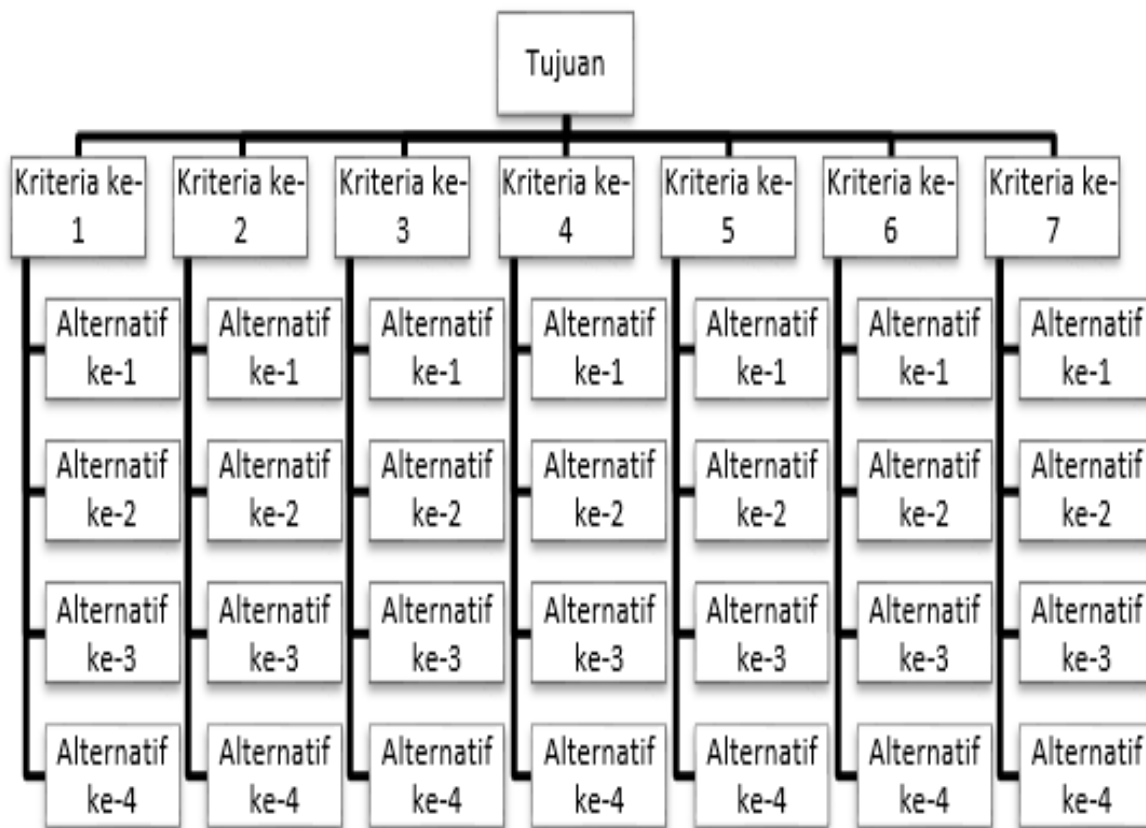 Tujuan
Kriteria ke-
1
Kriteria ke-
2
Kriteria ke-
3
Kriteria ke-
4
Kriteria ke-
5
Kriteria ke-
6
Kriteria ke-
7
Alternatif
ke-1
Alternatif
ke-1
Alternatif
ke-1
Alternatif
ke-1
Alternatif
ke-1
Alternatif
ke-1
Alternatif
ke-1
Alternatif
ke-2
Alternatif
ke-2
Alternatif
ke-2
Alternatif
ke-2
Alternatif
ke-2
Alternatif
ke-2
Alternatif
ke-2
Alternatif
ke-3
Alternatif
ke-3
Alternatif
ke-3
Alternatif
ke-3
Alternatif
ke-3
Alternatif
ke-3
Alternatif
ke-3
Alternatif
ke-4
Alternatif
ke-4
Alternatif
ke-4
Alternatif
ke-4
Alternatif
ke-4
Alternatif
ke-4
Alternatif
ke-4